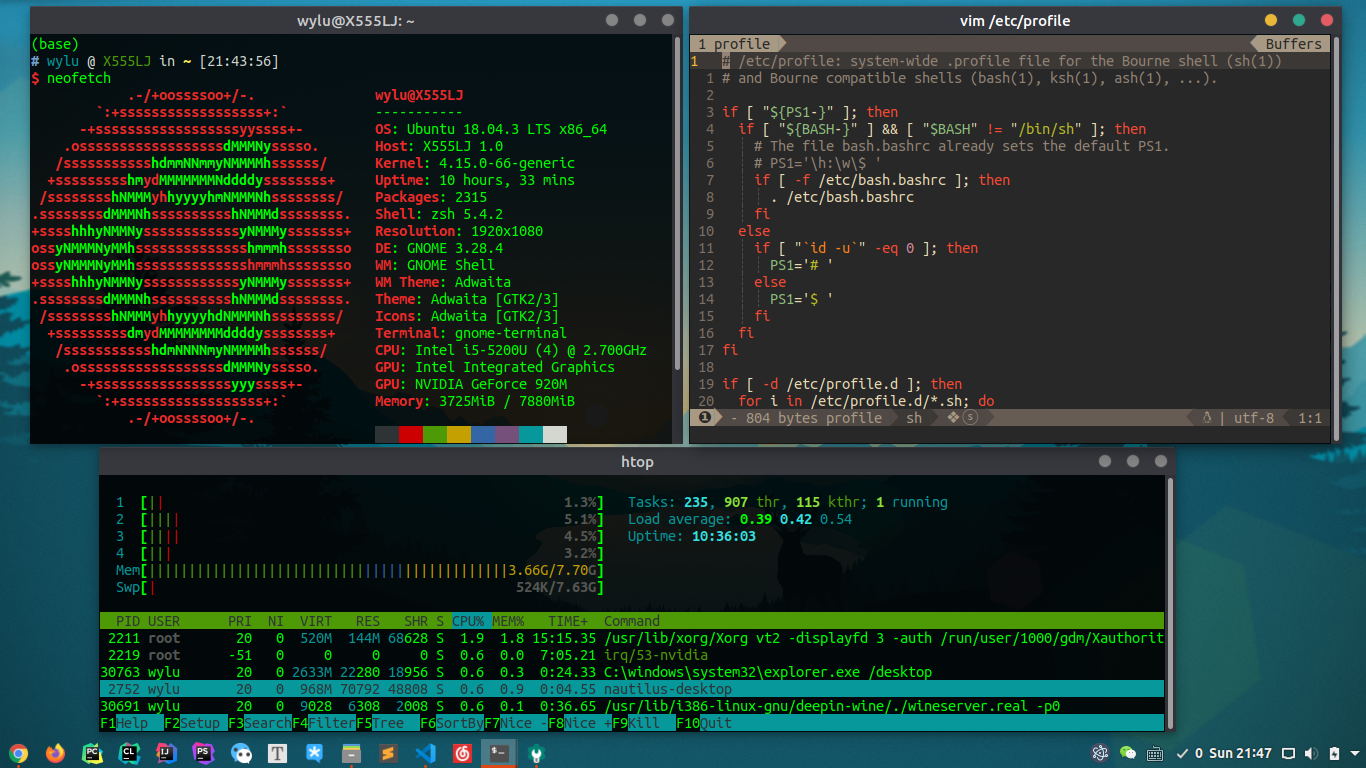 wylu@X555LJ: ~
(base)
# wylu @ X555LJ in ~ [21:43:56]
$ neofetch
.-/+oossssoo+/-.
`:+ssssssssssssssssss+:`
-+ssssssssssssssssssyyssss+-
.ossssssssssssssssssdMMMNysssso.
/ssssssssssshdmmNNmmyNMMMMhssssss/
+ssssssssshmydMMMMMMMNddddyssssssss+
/sssssssshNMMMyhhyyyyhmNMMMNhssssssss/
.ssssssssdMMMNhsssssssssshNMMMdssssssss.
+sssshhhyNMMNyssssssssssssyNMMMysssssss+
ossyNMMMNyMMhsssssssssssssshmmmhssssssso
ossyNMMMNyMMhsssssssssssssshmmmhssssssso
+sssshhhyNMMNyssssssssssssyNMMMysssssss+
.ssssssssdMMMNhsssssssssshNMMMdssssssss.
/sssssssshNMMMyhhyyyyhdNMMMNhssssssss/
+sssssssssdmydMMMMMMMMddddyssssssss+
/ssssssssssshdmNNNNmyNMMMMhssssss/
.ossssssssssssssssssdMMMNysssso.
-+sssssssssssssssssyyyssss+-
`:+ssssssssssssssssss+:`
.-/+oossssoo+/-.
wylu@X555LJ
-----------
OS: Ubuntu 18.04.3 LTS x86_64
Host: X555LJ 1.0
Kernel: 4.15.0-66-generic
Uptime: 10 hours, 33 mins
Packages: 2315
Shell: zsh 5.4.2
Resolution: 1920x1080
DE: GNOME 3.28.4
WM: GNOME Shell
WM Theme: Adwaita
Theme: Adwaita [GTK2/3]
Icons: Adwaita [GTK2/3]
Terminal: gnome-terminal
CPU: Intel i5-5200U (4) @ 2.700GHz
GPU: Intel Integrated Graphics
GPU: NVIDIA GeForce 920M
Memory: 3725MiB / 7880MiB
vim /etc/profile
1 profile Buffers
1 # /etc/profile: system-wide .profile file for the Bourne shell (sh(1))
1 # and Bourne compatible shells (bash(1), ksh(1), ash(1), ...).
2
3 if [ "${PS1-}" ]; then
4 if [ "${BASH-}" ] && [ "$BASH" != "/bin/sh" ]; then
5 # The file bash.bashrc already sets the default PS1.
6 # PS1='\h:\w\$ '
7 if [ -f /etc/bash.bashrc ]; then
8 . /etc/bash.bashrc
9 fi
10 else
11 if [ "`id -u`" -eq 0 ]; then
12 PS1='# '
13 else
14 PS1='$ '
15 fi
16 fi
17 fi
18
19 if [ -d /etc/profile.d ]; then
20 for i in /etc/profile.d/*.sh; do
❶ - 804 bytes profile sh ❖ ⓢ | utf-8 1:1
htop
1 [|| 1.3%]
2 [|||| 5.1%]
3 [|||| 4.5%]
4 [||| 3.2%]
Mem[|||||||||||||||||||||||||||||||||||||||||||||3.66G/7.70G]
Swp[| 524K/7.63G]
Tasks: 235, 907 thr, 115 kthr; 1 running
Load average: 0.39 0.42 0.54
Uptime: 10:36:03
PID USER PRI NI VIRT RES SHR S CPU% MEM% TIME+ Command
2211 root 20 0 520M 144M 68628 S 1.9 1.8 15:15.35 /usr/lib/xorg/Xorg vt2 -displayfd 3 -auth /run/user/1000/gdm/Xauthorit
2219 root -51 0 0 0 0 S 0.6 0.0 7:05.21 irq/53-nvidia
30763 wylu 20 0 2633M 22280 18956 S 0.6 0.3 0:24.33 C:\windows\system32\explorer.exe /desktop
2752 wylu 20 0 968M 70792 48808 S 0.6 0.9 0:04.55 nautilus-desktop
30691 wylu 20 0 9028 6308 2008 S 0.6 0.1 0:36.65 /usr/lib/i386-linux-gnu/deepin-wine/./wineserver.real -p0
F1Help F2Setup F3SearchF4FilterF5Tree F6SortByF7Nice -F8Nice +F9Kill F10Quit
PC CL IJ PS T $_ ✓ 0 Sun 21:47